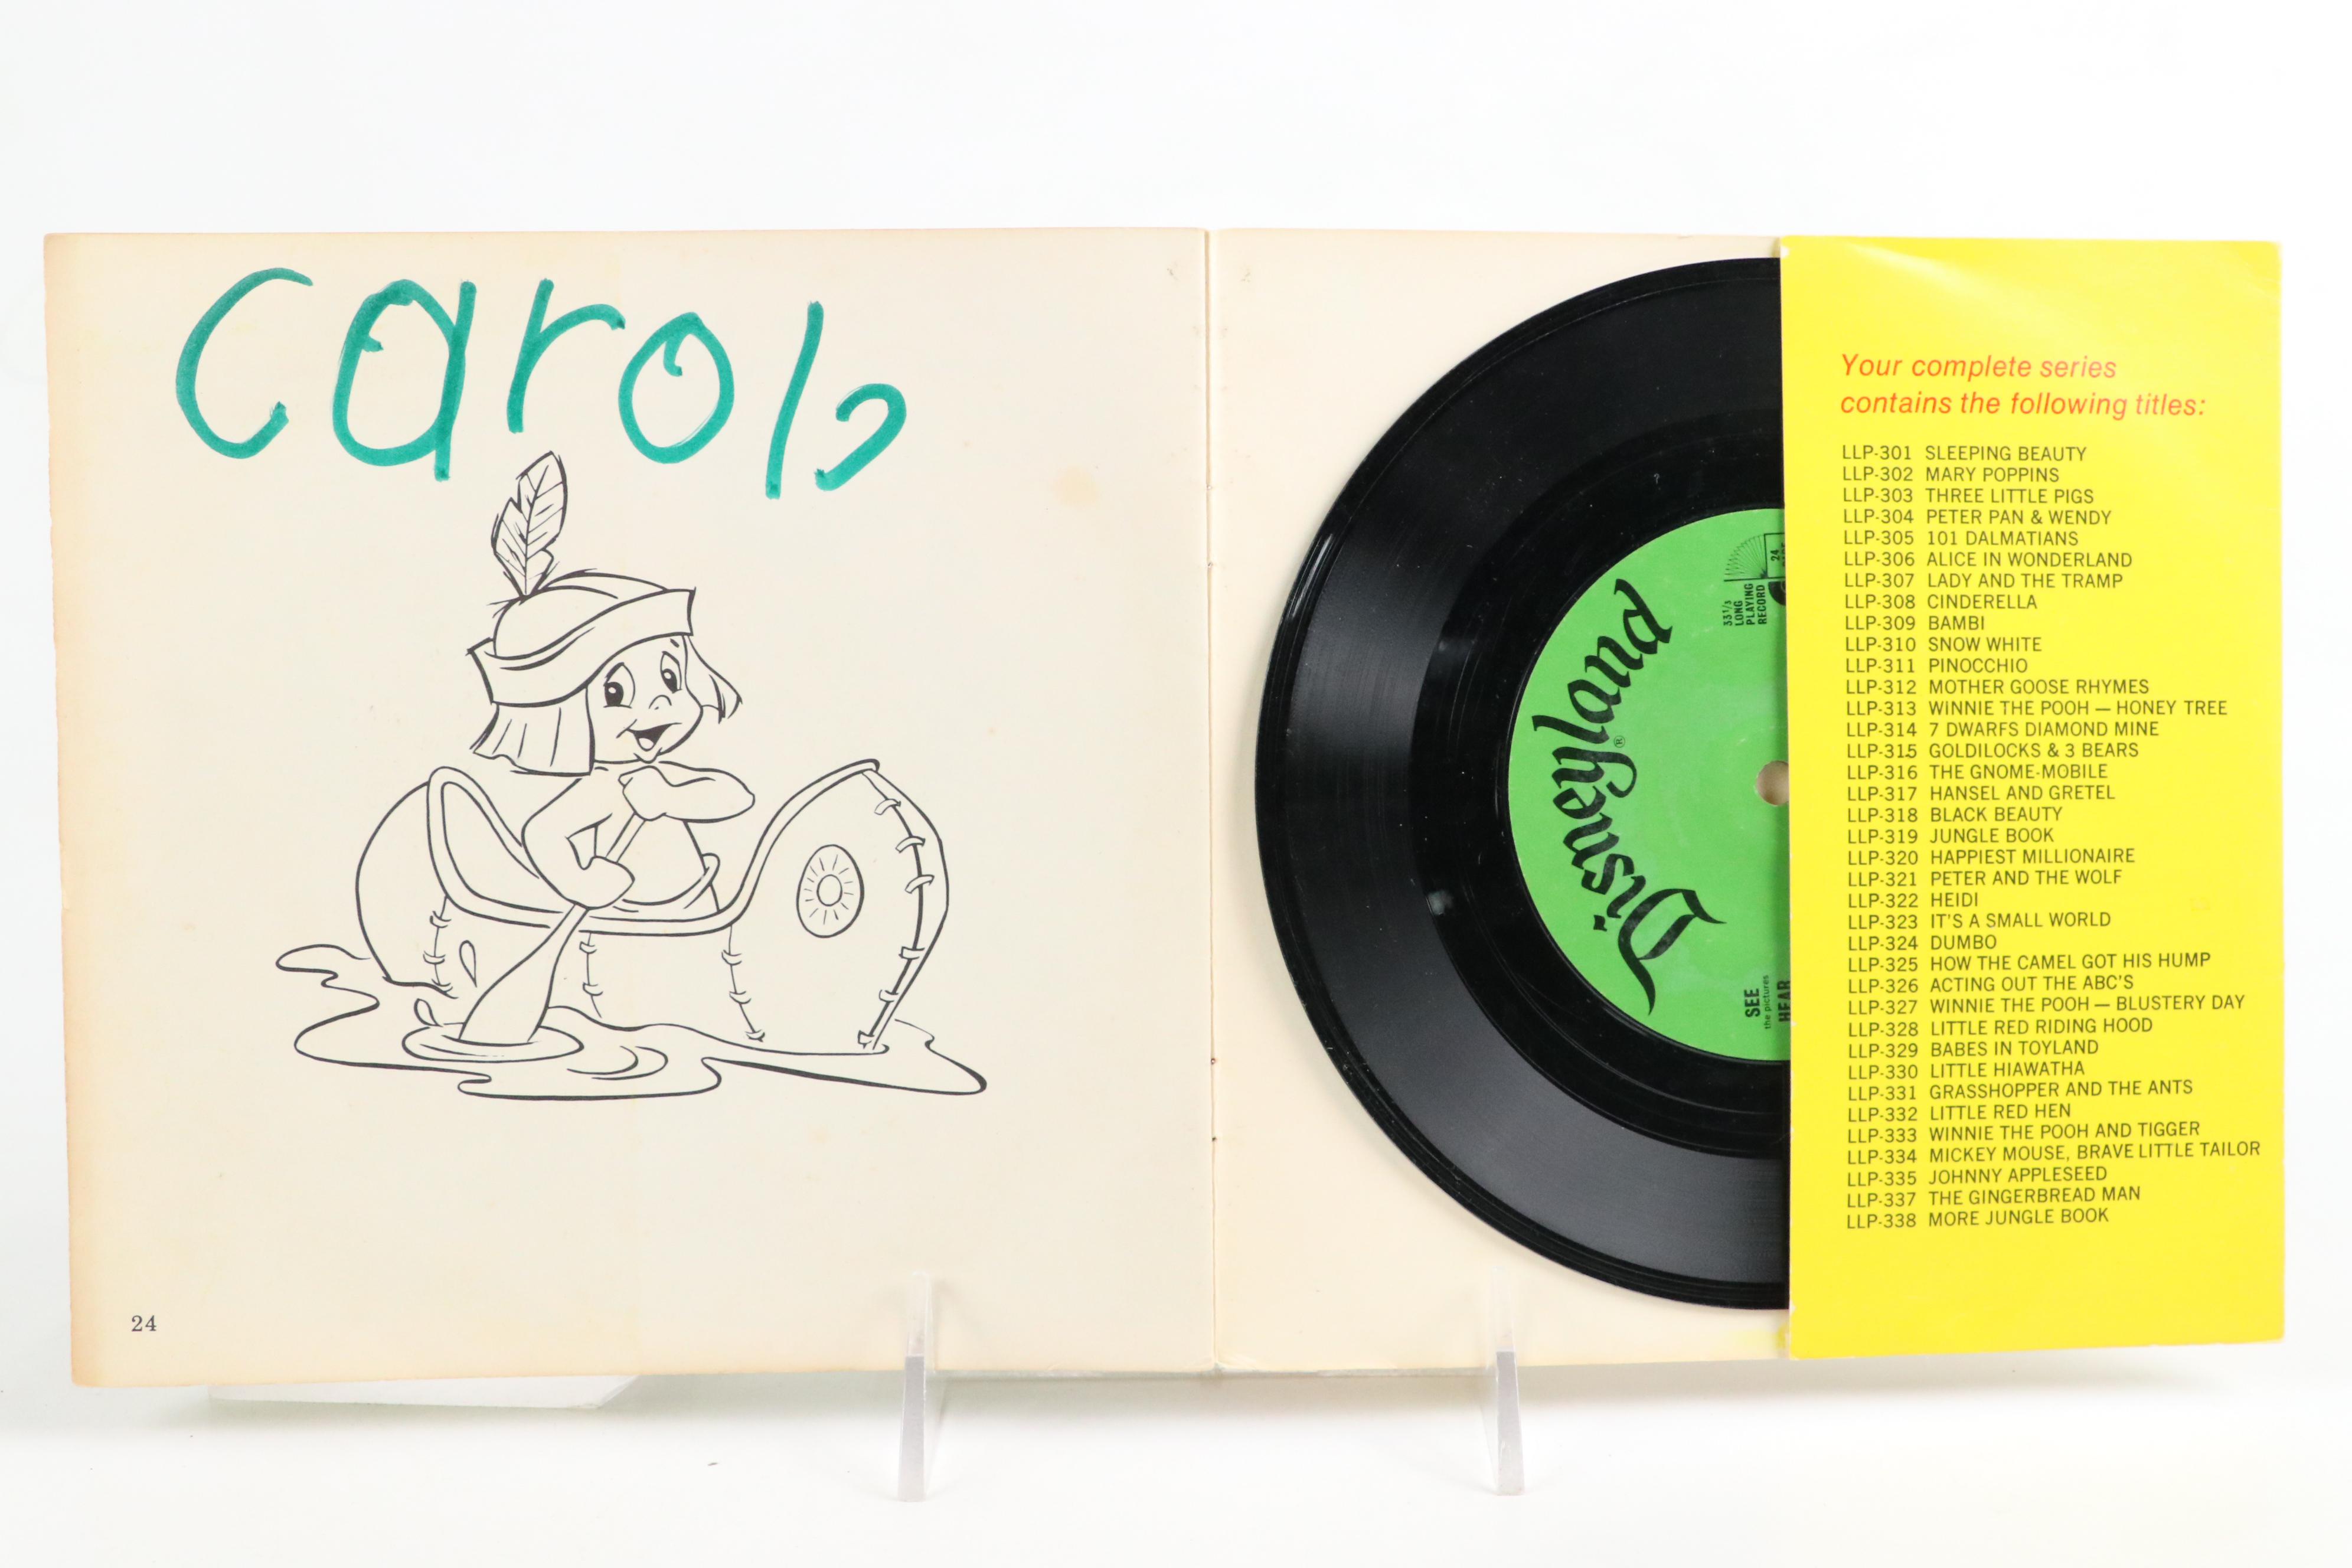 carol
24
Disneyland®
33 1/3
LONG
PLAYING
RECORD
24
SEE
the pictures
HEAR
Your complete series
contains the following titles:
LLP-301 SLEEPING BEAUTY
LLP-302 MARY POPPINS
LLP-303 THREE LITTLE PIGS
LLP-304 PETER PAN & WENDY
LLP-305 101 DALMATIANS
LLP-306 ALICE IN WONDERLAND
LLP-307 LADY AND THE TRAMP
LLP-308 CINDERELLA
LLP-309 BAMBI
LLP-310 SNOW WHITE
LLP-311 PINOCCHIO
LLP-312 MOTHER GOOSE RHYMES
LLP-313 WINNIE THE POOH — HONEY TREE
LLP-314 7 DWARFS DIAMOND MINE
LLP-315 GOLDILOCKS & 3 BEARS
LLP-316 THE GNOME-MOBILE
LLP-317 HANSEL AND GRETEL
LLP-318 BLACK BEAUTY
LLP-319 JUNGLE BOOK
LLP-320 HAPPIEST MILLIONAIRE
LLP-321 PETER AND THE WOLF
LLP-322 HEIDI
LLP-323 IT'S A SMALL WORLD
LLP-324 DUMBO
LLP-325 HOW THE CAMEL GOT HIS HUMP
LLP-326 ACTING OUT THE ABC'S
LLP-327 WINNIE THE POOH — BLUSTERY DAY
LLP-328 LITTLE RED RIDING HOOD
LLP-329 BABES IN TOYLAND
LLP-330 LITTLE HIAWATHA
LLP-331 GRASSHOPPER AND THE ANTS
LLP-332 LITTLE RED HEN
LLP-333 WINNIE THE POOH AND TIGGER
LLP-334 MICKEY MOUSE, BRAVE LITTLE TAILOR
LLP-335 JOHNNY APPLESEED
LLP-337 THE GINGERBREAD MAN
LLP-338 MORE JUNGLE BOOK